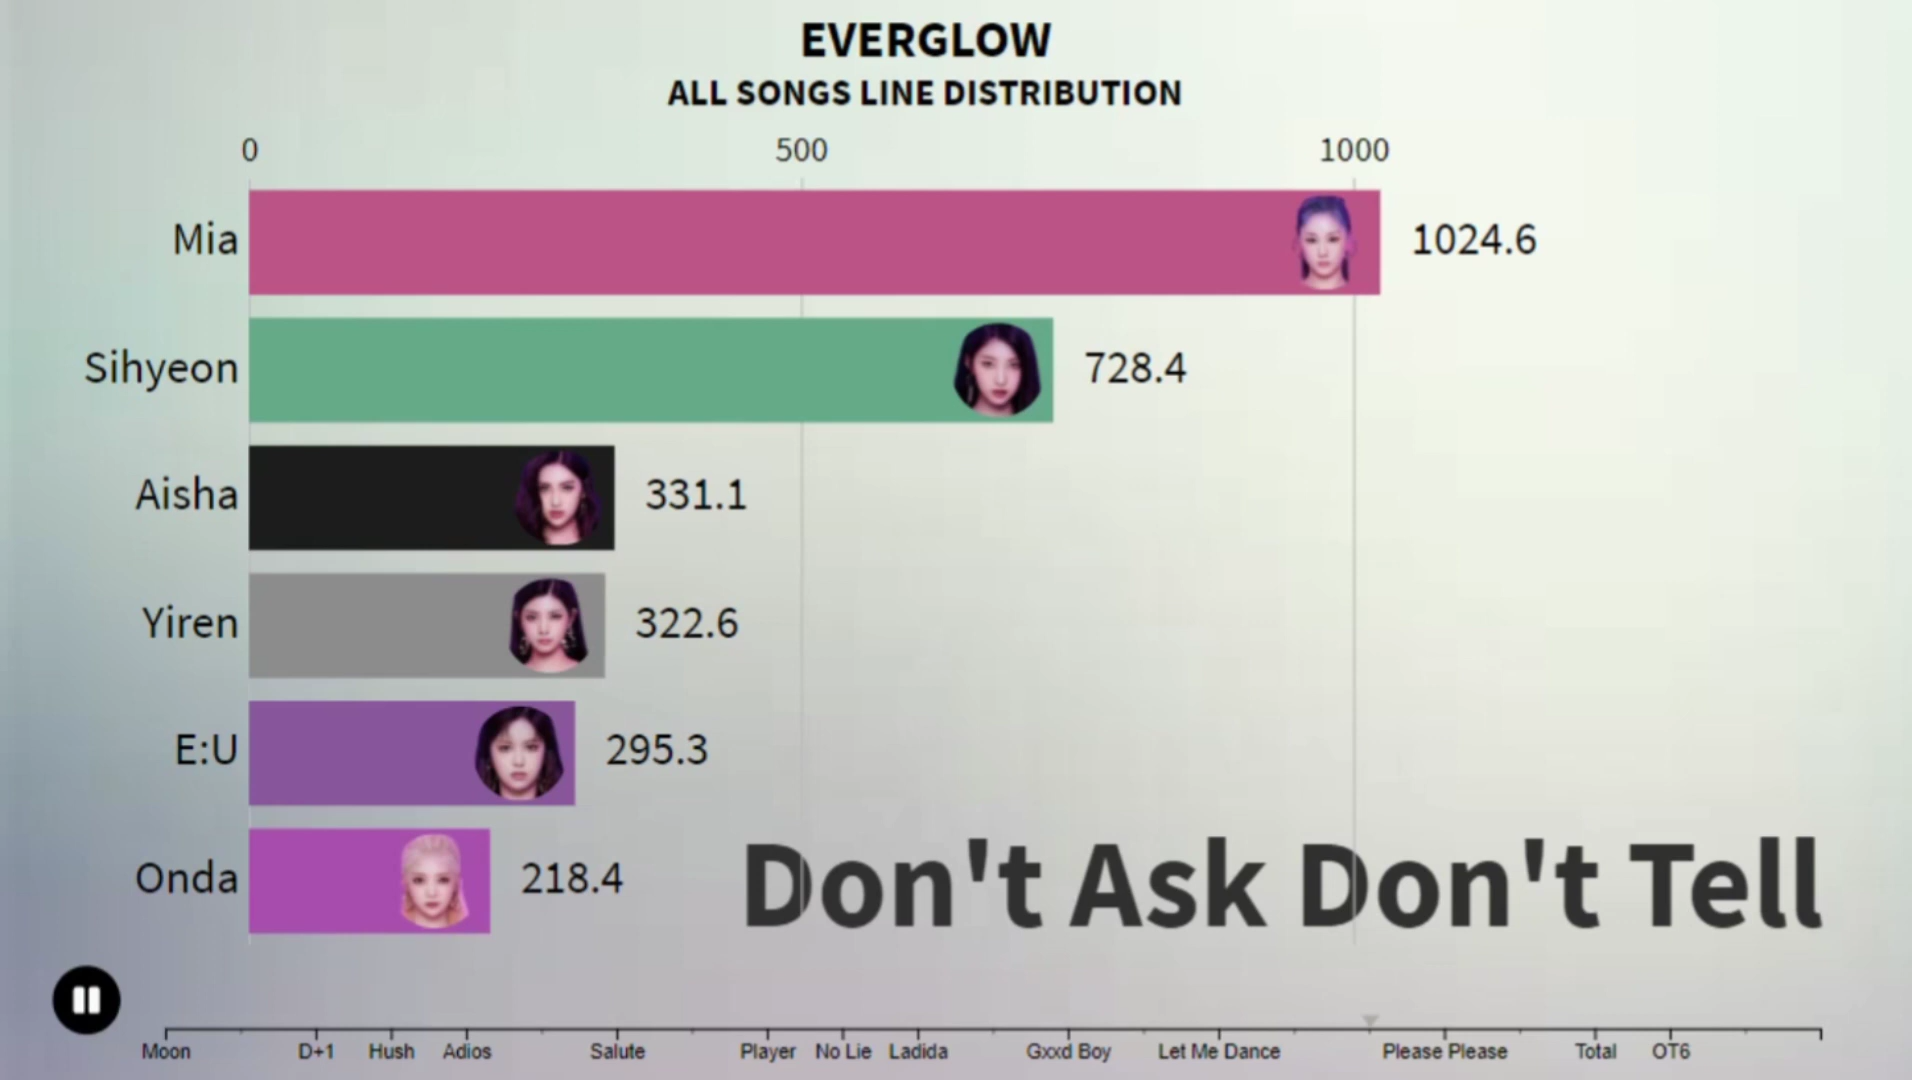 EVERGLOW
ALL SONGS LINE DISTRIBUTION
0 500 1000
Mia 1024.6
Sihyeon 728.4
Aisha 331.1
Yiren 322.6
E:U 295.3
Onda 218.4
Don't Ask Don't Tell
Moon D+1 Hush Adios Salute Player No Lie Ladida Gxxd Boy Let Me Dance Please Please Total OT6